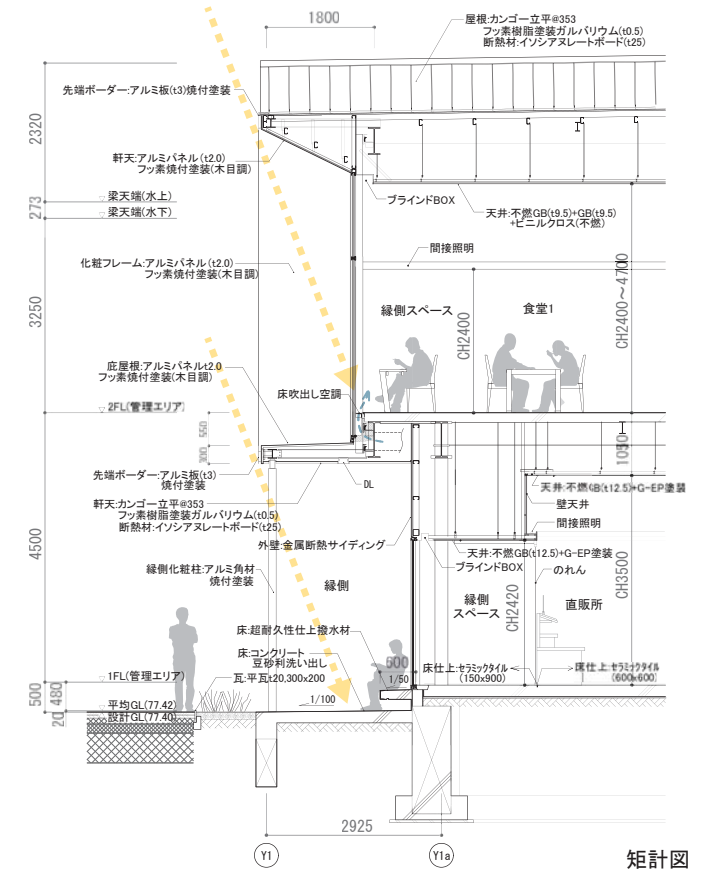 1800
屋根:カンゴー立平@353
フッ素樹脂塗装ガルバリウム(t0.5)
断熱材:イソシアヌレートボード(t25)
先端ボーダー:アルミ板(t3)焼付塗装
2320
軒天:アルミパネル(t2.0)
フッ素焼付塗装(木目調)
梁天端(水上)
273
梁天端(水下)
ブラインドBOX
天井:不燃GB(t9.5)+GB(t9.5)
+ビニルクロス(不燃)
間接照明
化粧フレーム:アルミパネル(t2.0)
フッ素焼付塗装(木目調)
3250
縁側スペース
食堂1
CH2400
CH2400～4700
庇屋根:アルミパネルt2.0
フッ素焼付塗装(木目調)
床吹出し空調
2FL(管理エリア)
550
100
1050
先端ボーダー:アルミ板(t3)
焼付塗装
DL
天井:不燃GB(t12.5)+G-EP塗装
壁天井
間接照明
軒天:カンゴー立平@353
フッ素樹脂塗装ガルバリウム(t0.5)
断熱材:イソシアヌレートボード(t25)
外壁:金属断熱サイディング
天井:不燃GB(t12.5)+G-EP塗装
ブラインドBOX
のれん
4500
縁側化粧柱:アルミ角材
焼付塗装
縁側
縁側
スペース
CH2420
直販所
CH3500
床:超耐久性仕上撥水材
床:コンクリート
豆砂利洗い出し
瓦:平瓦t20,300x200
600
1/50
1/100
床仕上:セラミックタイル
(150x900)
床仕上:セラミックタイル
(600x600)
1FL(管理エリア)
500
480
20
平均GL(77.42)
設計GL(77.40)
2925
Y1
Y1a
矩計図